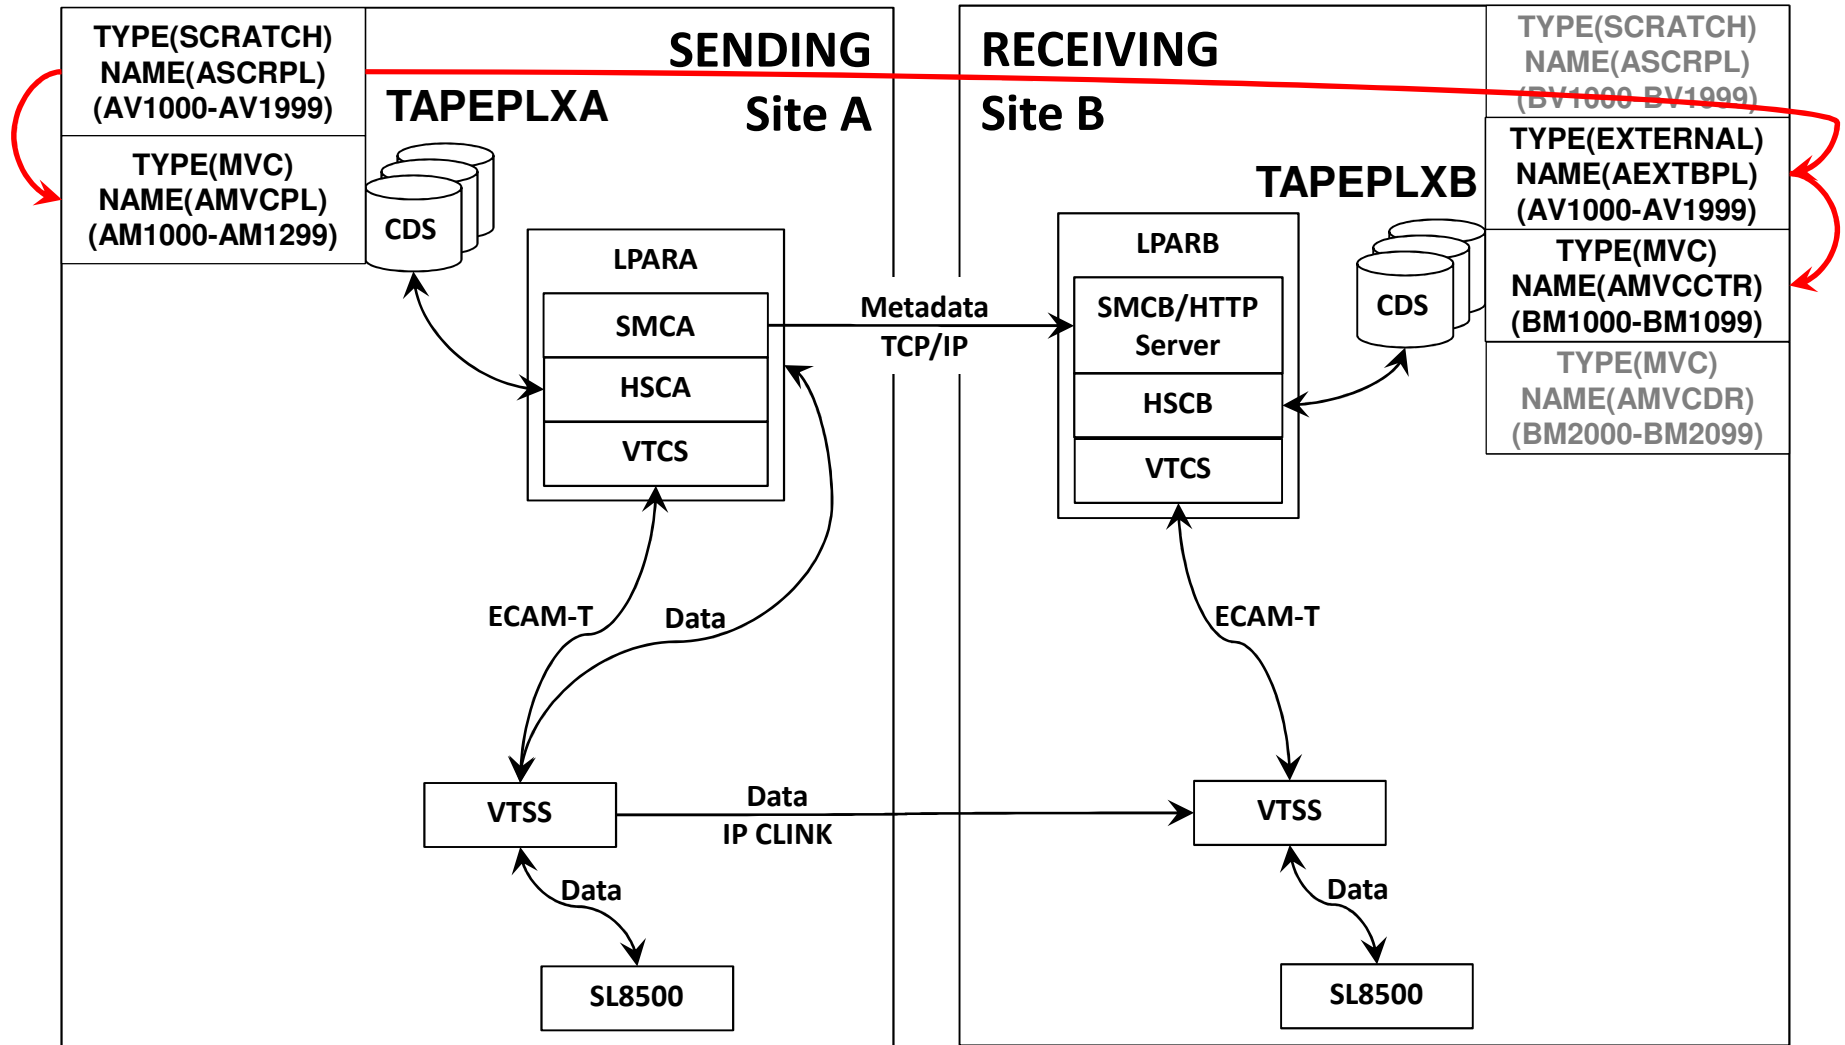 TYPE(SCRATCH)
NAME(ASCRPL)
(AV1000-AV1999)
TYPE(MVC)
NAME(AMVCPL)
(AM1000-AM1299)
SENDING
Site A
TAPEPLXA
CDS
LPARA
SMCA
HSCA
VTCS
ECAM-T
Data
VTSS
Data
SL8500
Metadata
TCP/IP
Data
IP CLINK
RECEIVING
Site B
TAPEPLXB
TYPE(SCRATCH)
NAME(ASCRPL)
(BV1000-BV1999)
TYPE(EXTERNAL)
NAME(AEXTBPL)
(AV1000-AV1999)
TYPE(MVC)
NAME(AMVCCTR)
(BM1000-BM1099)
TYPE(MVC)
NAME(AMVCDR)
(BM2000-BM2099)
CDS
LPARB
SMCB/HTTP
Server
HSCB
VTCS
ECAM-T
VTSS
Data
SL8500